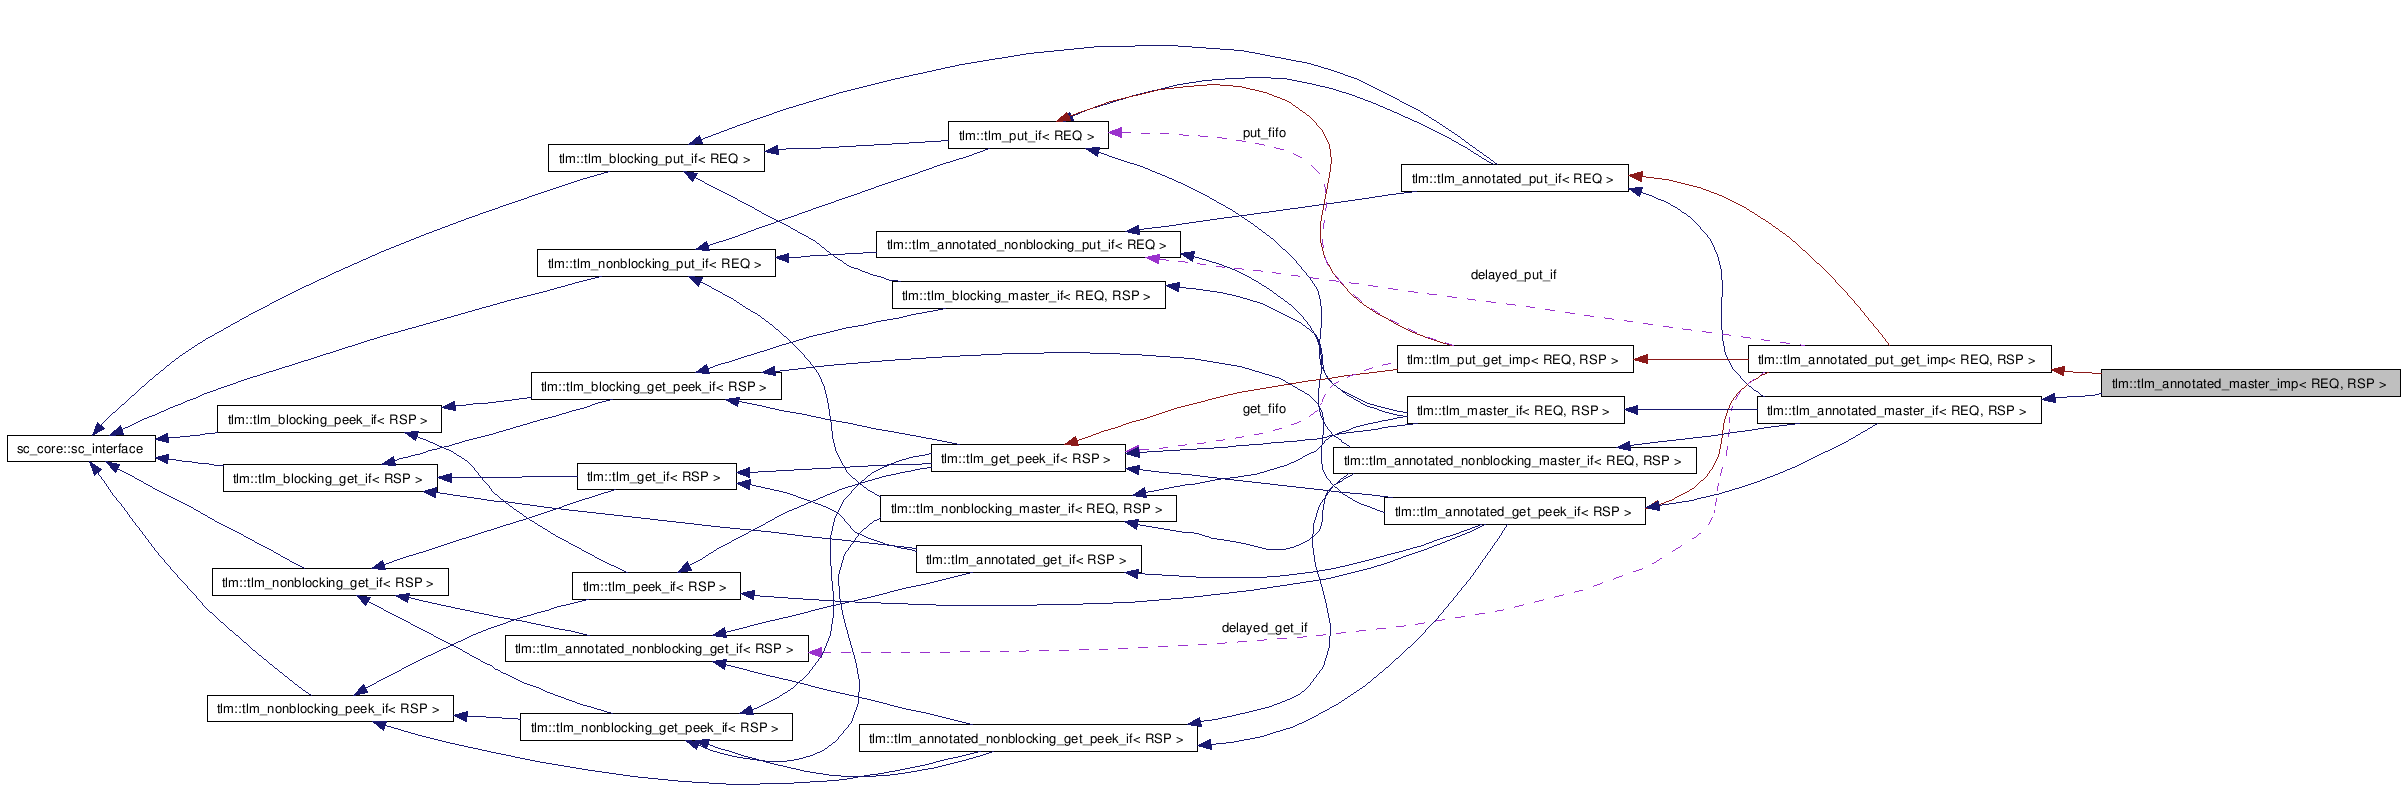 put_fifo
tlm::tlm_put_if< REQ >
tlm::tlm_blocking_put_if< REQ >
tlm::tlm_annotated_put_if< REQ >
tlm::tlm_annotated_nonblocking_put_if< REQ >
tlm::tlm_nonblocking_put_if< REQ >
delayed_put_if
tlm::tlm_blocking_master_if< REQ, RSP >
tlm::tlm_put_get_imp< REQ, RSP >
tlm::tlm_annotated_put_get_imp< REQ, RSP >
tlm::tlm_blocking_get_peek_if< RSP >
tlm::tlm_annotated_master_imp< REQ, RSP >
get_fifo
tlm::tlm_master_if< REQ, RSP >
tlm::tlm_annotated_master_if< REQ, RSP >
tlm::tlm_blocking_peek_if< RSP >
sc_core::sc_interface
tlm::tlm_get_peek_if< RSP >
tlm::tlm_annotated_nonblocking_master_if< REQ, RSP >
tlm::tlm_blocking_get_if< RSP >
tlm::tlm_get_if< RSP >
tlm::tlm_nonblocking_master_if< REQ, RSP >
tlm::tlm_annotated_get_peek_if< RSP >
tlm::tlm_annotated_get_if< RSP >
tlm::tlm_nonblocking_get_if< RSP >
tlm::tlm_peek_if< RSP >
delayed_get_if
tlm::tlm_annotated_nonblocking_get_if< RSP >
tlm::tlm_nonblocking_peek_if< RSP >
tlm::tlm_nonblocking_get_peek_if< RSP >
tlm::tlm_annotated_nonblocking_get_peek_if< RSP >